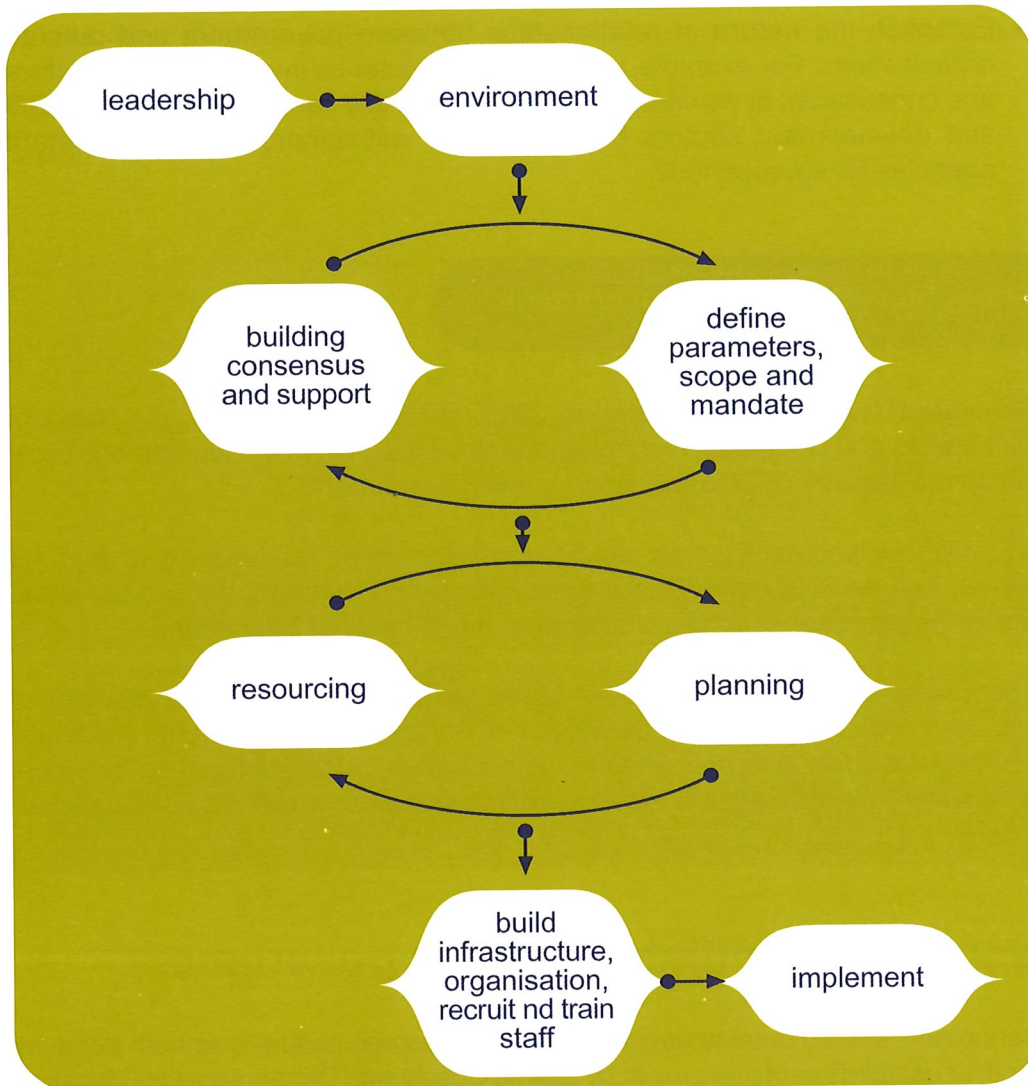 leadership
environment
building
consensus
and support
define
parameters,
scope and
mandate
resourcing
planning
build
infrastructure,
organisation,
recruit nd train
staff
implement